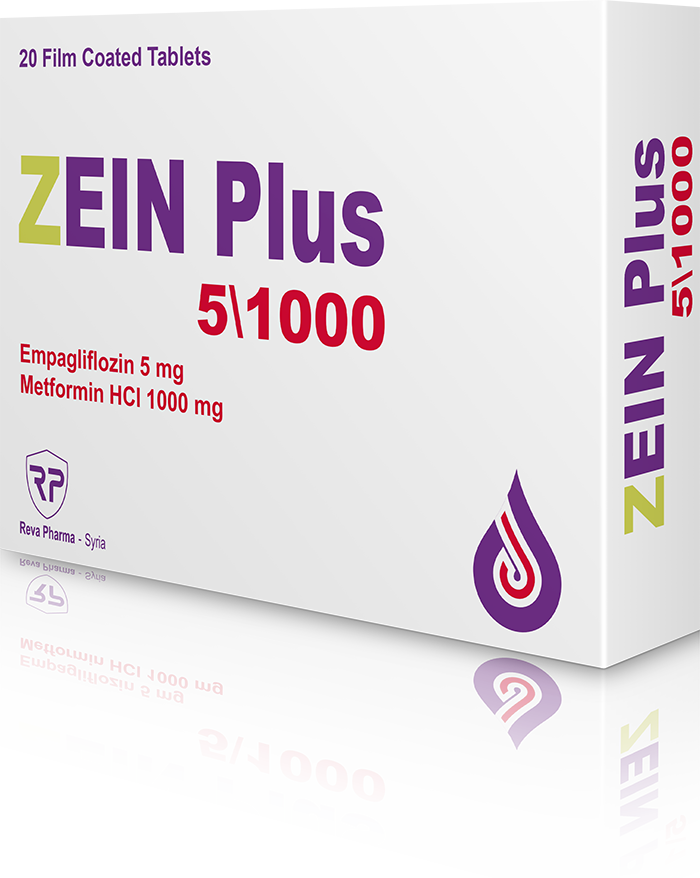 20 Film Coated Tablets
ZEIN Plus
5\1000
Empagliflozin 5 mg
Metformin HCl 1000 mg
RP
Reva Pharma - Syria
ZEIN Plus
5\1000